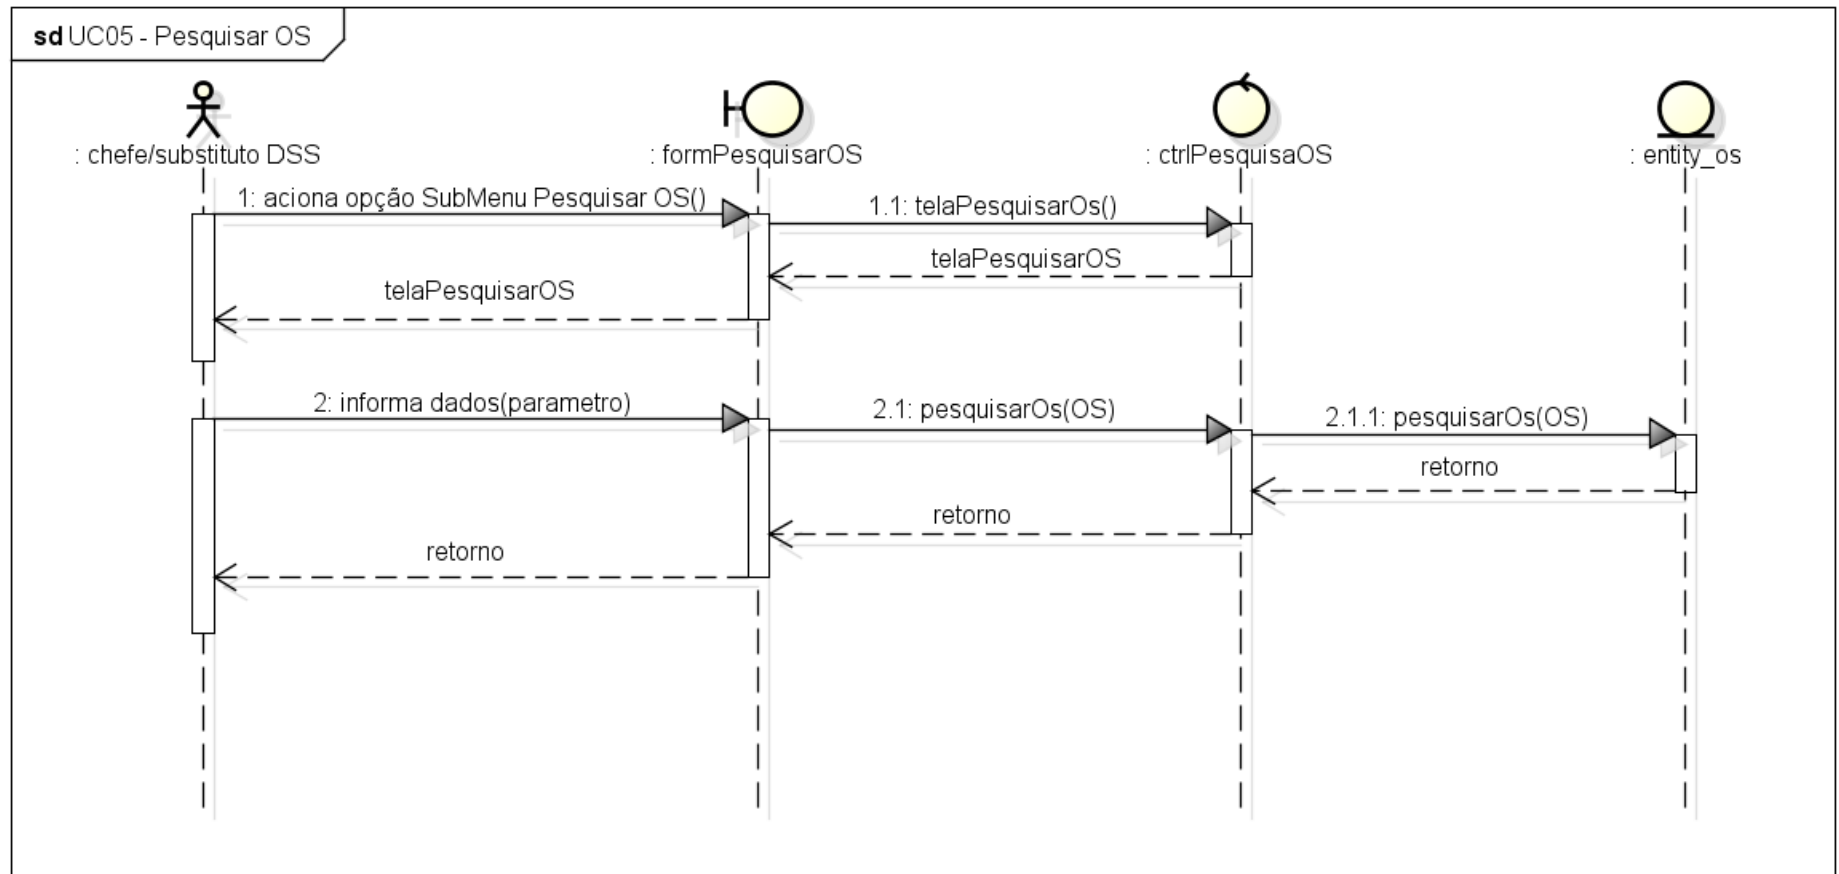 sd UC05 - Pesquisar OS
: chefe/substituto DSS
: formPesquisarOS
: ctrlPesquisaOS
: entity_os
1: aciona opção SubMenu Pesquisar OS()
1.1: telaPesquisarOs()
telaPesquisarOS
telaPesquisarOS
2: informa dados(parametro)
2.1: pesquisarOs(OS)
2.1.1: pesquisarOs(OS)
retorno
retorno
retorno